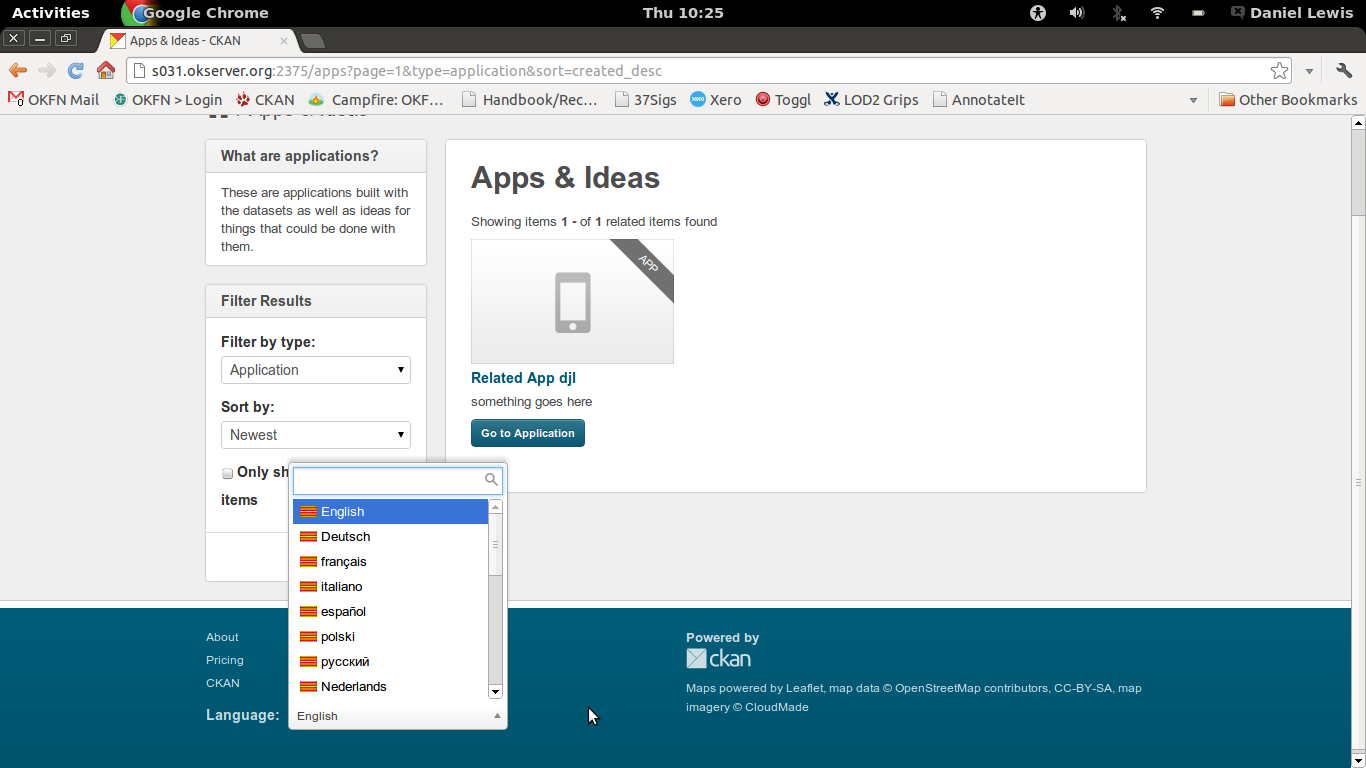 Activities
Google Chrome
Thu 10:25
Daniel Lewis
Apps & Ideas - CKAN
s031.okserver.org:2375/apps?page=1&type=application&sort=created_desc
OKFN Mail
OKFN > Login
CKAN
Campfire: OKF…
Handbook/Rec…
37Sigs
Xero
Toggl
LOD2 Grips
AnnotateIt
Other Bookmarks
What are applications?
These are applications built with
the datasets as well as ideas for
things that could be done with
them.
Filter Results
Filter by type:
Application
Sort by:
Newest
Only sh
items
Apps & Ideas
Showing items 1 - of 1 related items found
APP
Related App djl
something goes here
Go to Application
English
Deutsch
français
italiano
español
polski
русский
Nederlands
About
Pricing
CKAN
Language:
English
Powered by
ckan
Maps powered by Leaflet, map data © OpenStreetMap contributors, CC-BY-SA, map
imagery © CloudMade